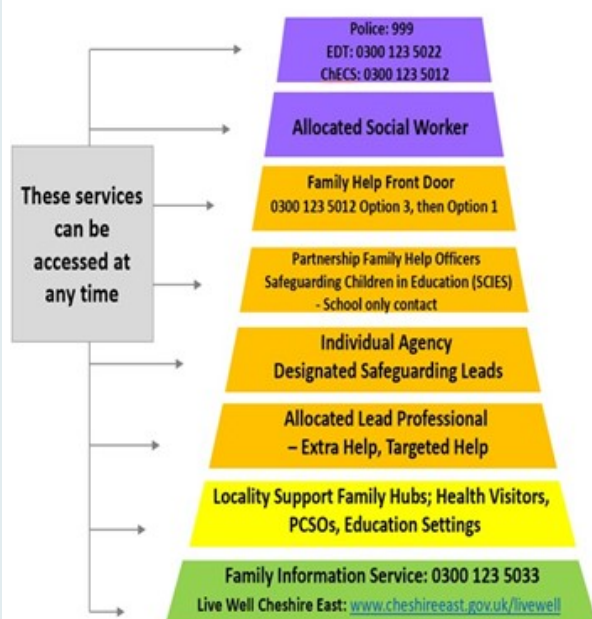 Police: 999
EDT: 0300 123 5022
ChECS: 0300 123 5012
Allocated Social Worker
These services
can be
accessed at
any time
Family Help Front Door
0300 123 5012 Option 3, then Option 1
Partnership Family Help Officers
Safeguarding Children in Education (SCIES)
- School only contact
Individual Agency
Designated Safeguarding Leads
Allocated Lead Professional
– Extra Help, Targeted Help
Locality Support Family Hubs; Health Visitors,
PCSOs, Education Settings
Family Information Service: 0300 123 5033
Live Well Cheshire East: www.cheshireeast.gov.uk/livewell